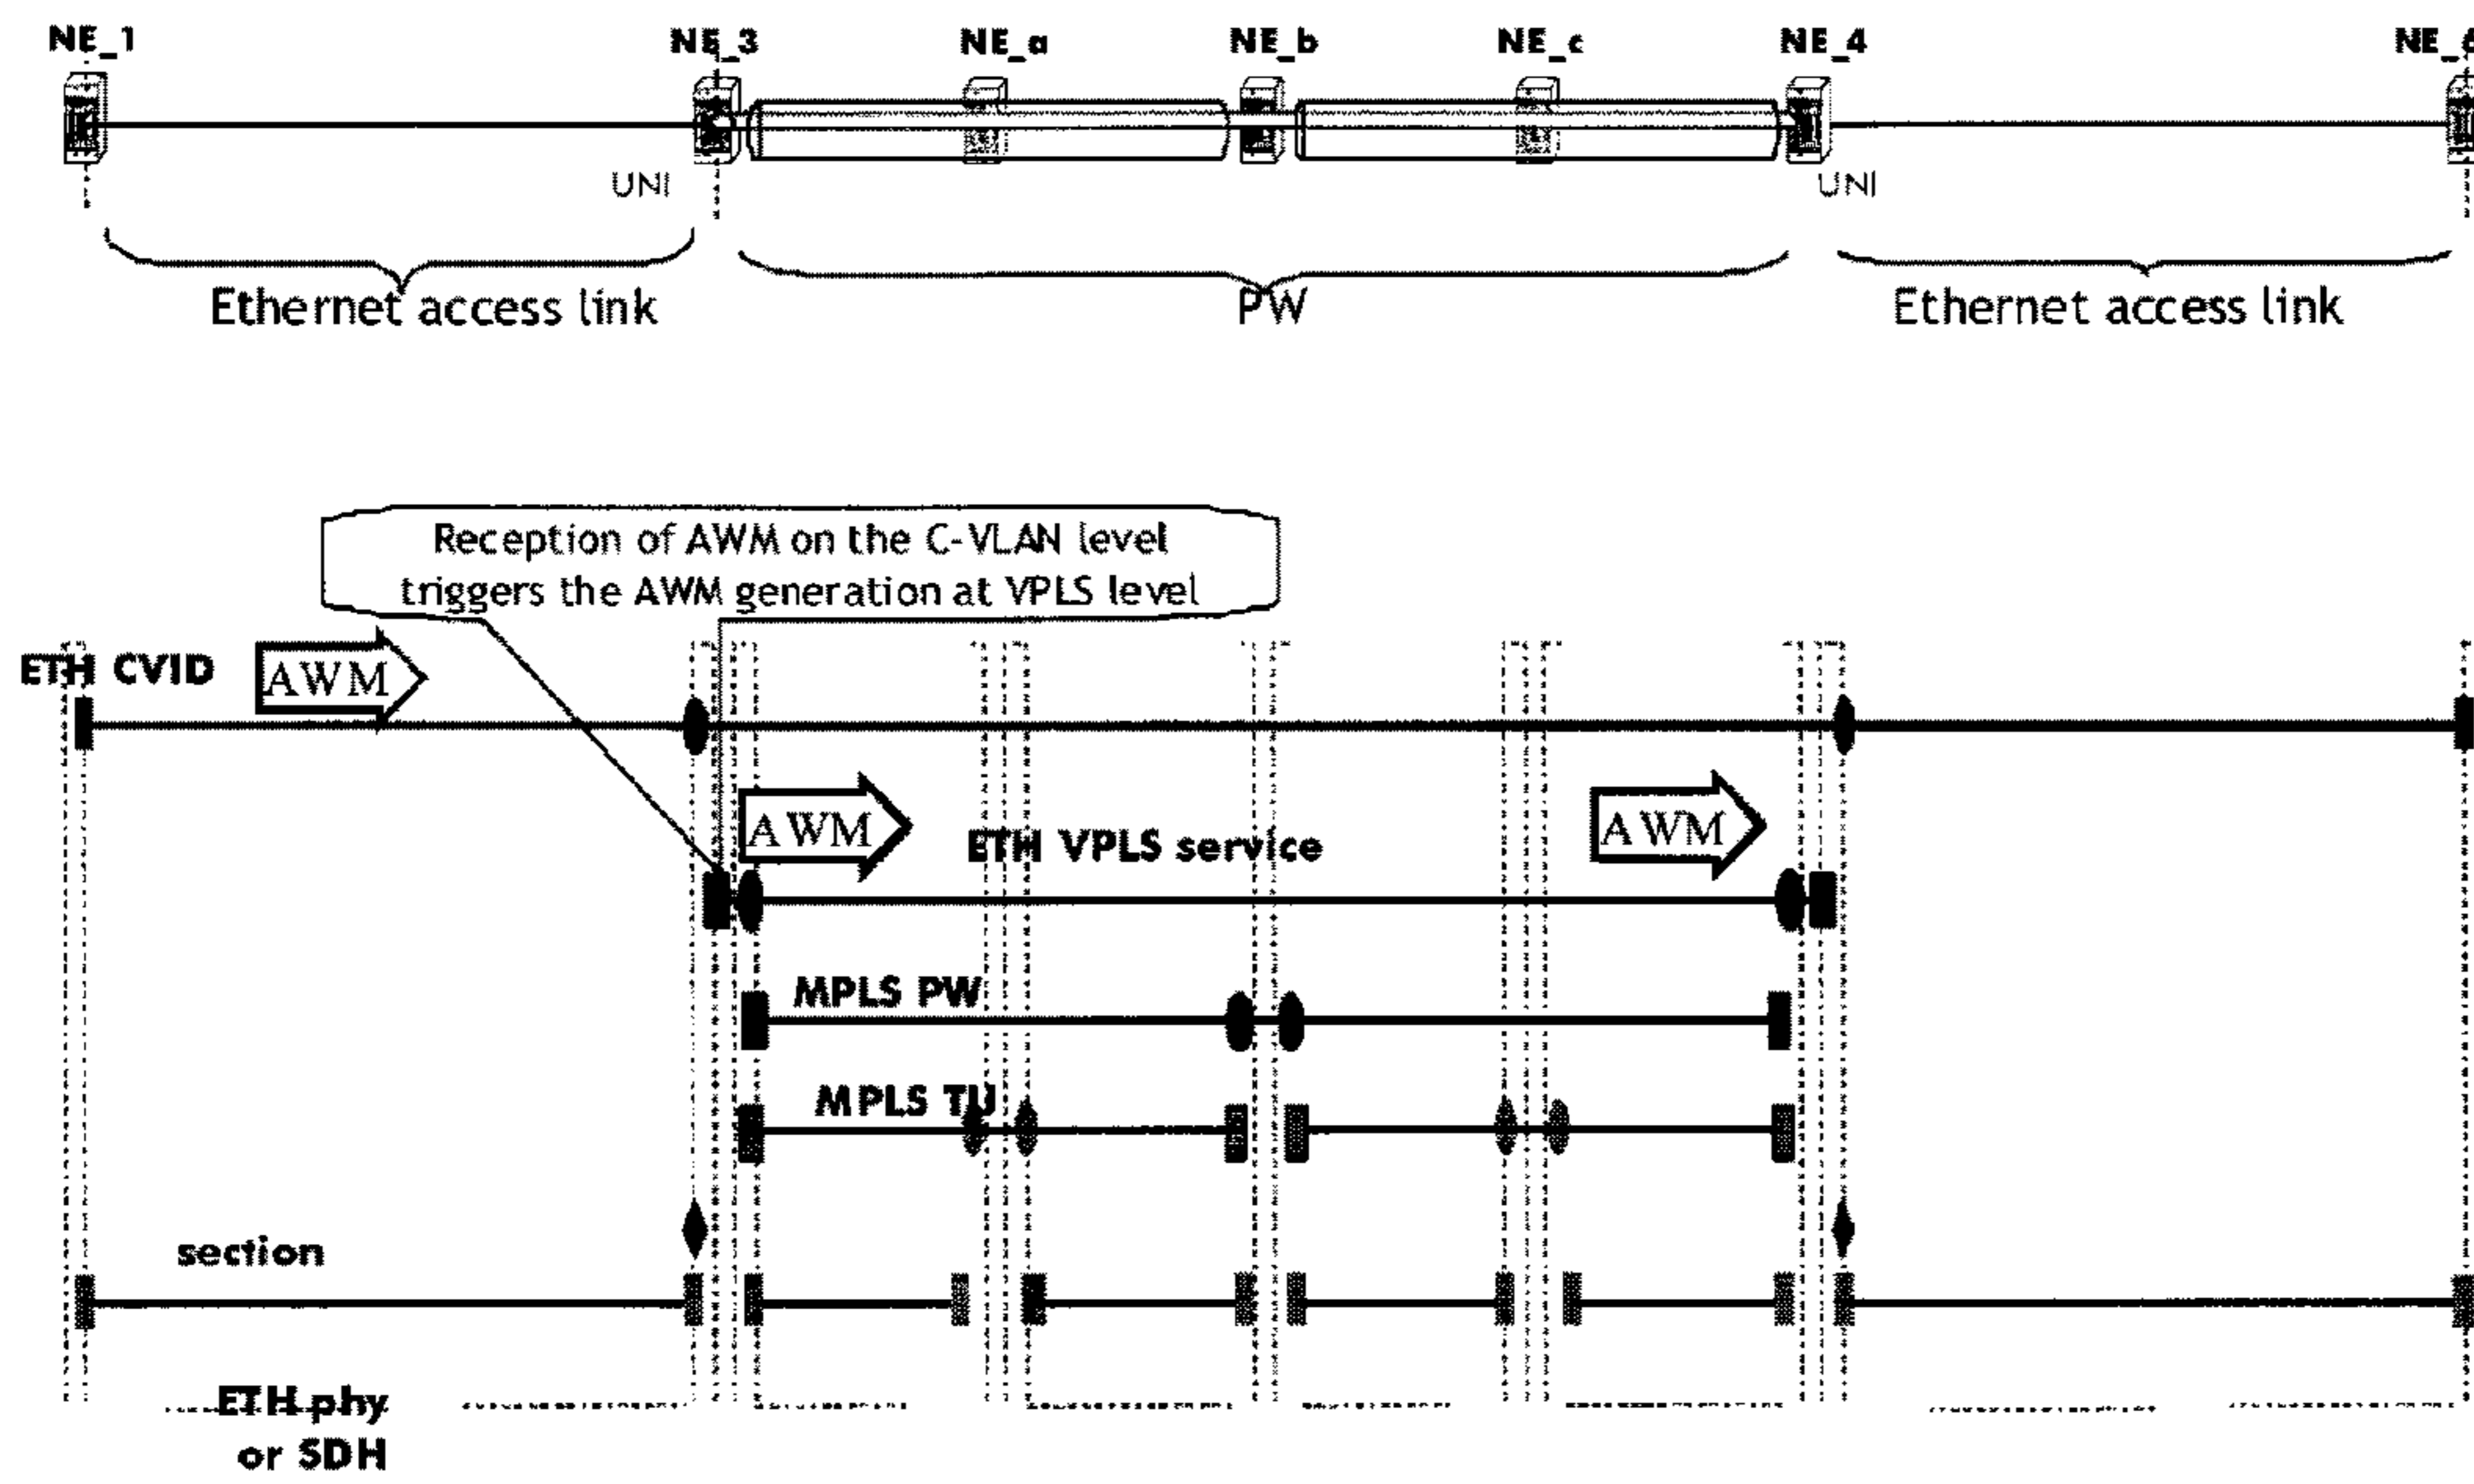 NE_1
NE_3
NE_a
NE_b
NE_c
NE_4
UNI
UNI
Ethernet access link
PW
Ethernet access link
Reception of AWM on the C-VLAN level
triggers the AWM generation at VPLS level
ETH CVID
AWM
AWM
ETH VPLS service
AWM
MPLS PW
MPLS TU
section
ETH phy
or SDH